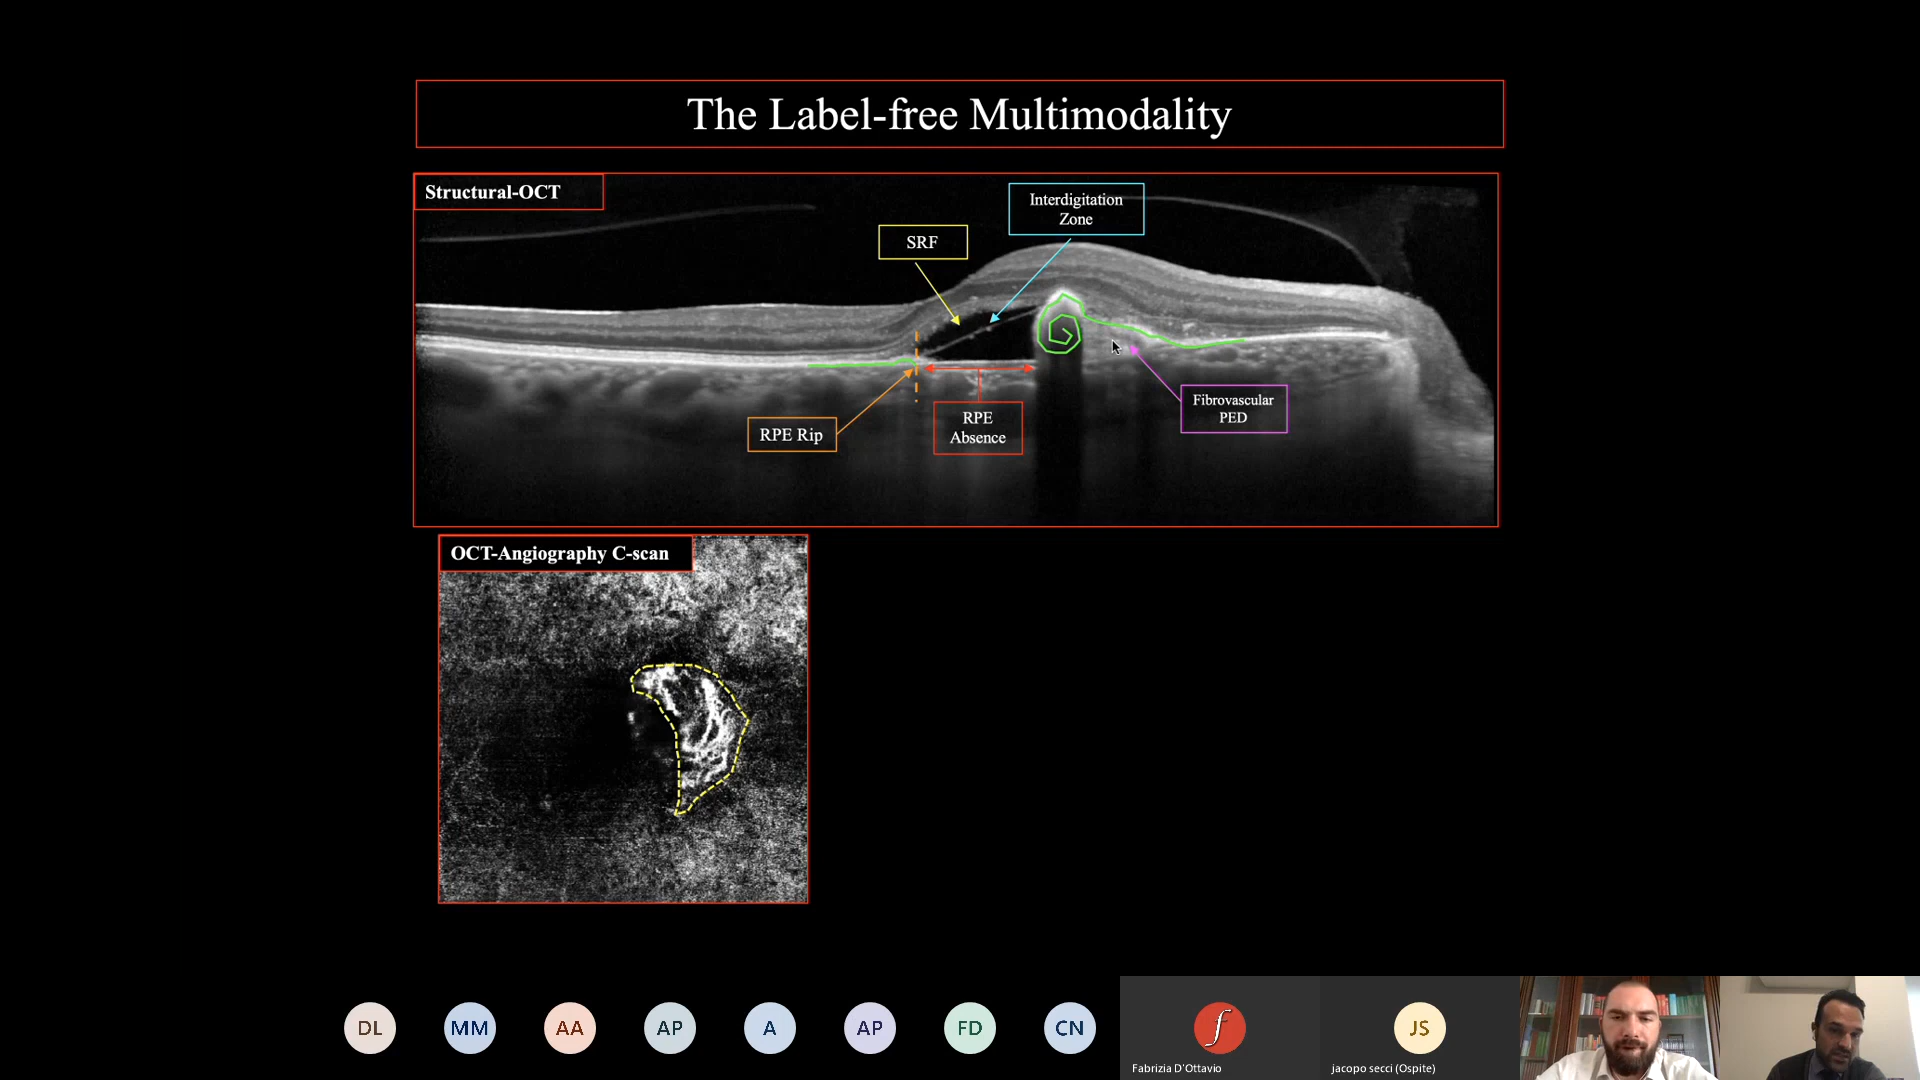 The Label-free Multimodality
Structural-OCT
Interdigitation
Zone
SRF
RPE Rip
RPE
Absence
Fibrovascular
PED
OCT-Angiography C-scan
DL
MM
AA
AP
A
AP
FD
CN
f
JS
Fabrizia D'Ottavio
jacopo secci (Ospite)